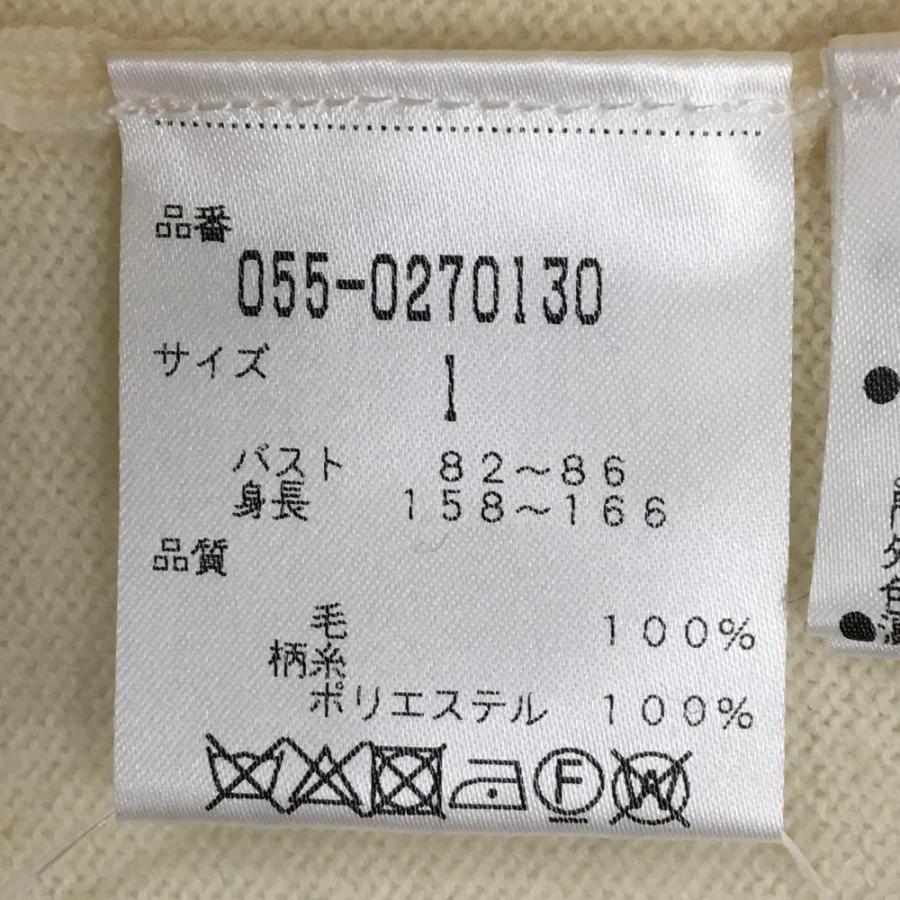 品番
055-0270130
サイズ
1
バスト 82～86
身長 158～166
品質
毛 100%
柄糸
ポリエステル 100%
F
W